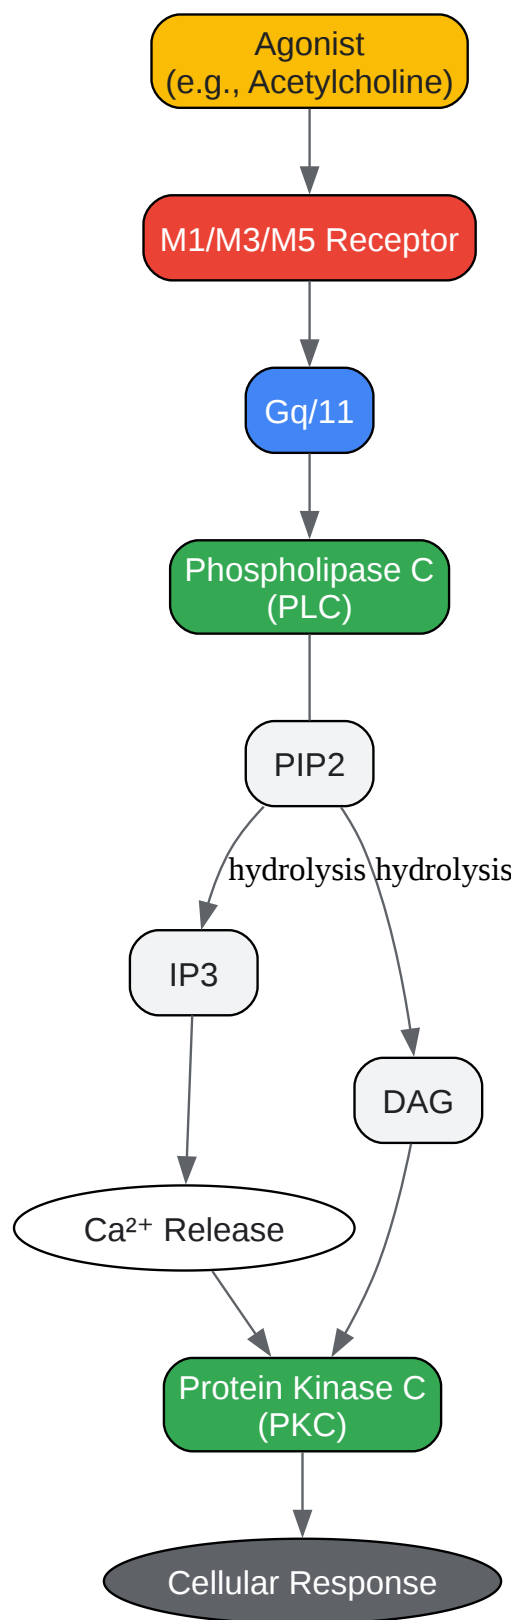 Agonist
(e.g., Acetylcholine)
M1/M3/M5 Receptor
Gq/11
Phospholipase C
(PLC)
PIP2
hydrolysis
hydrolysis
IP3
DAG
Ca²⁺ Release
Protein Kinase C
(PKC)
Cellular Response